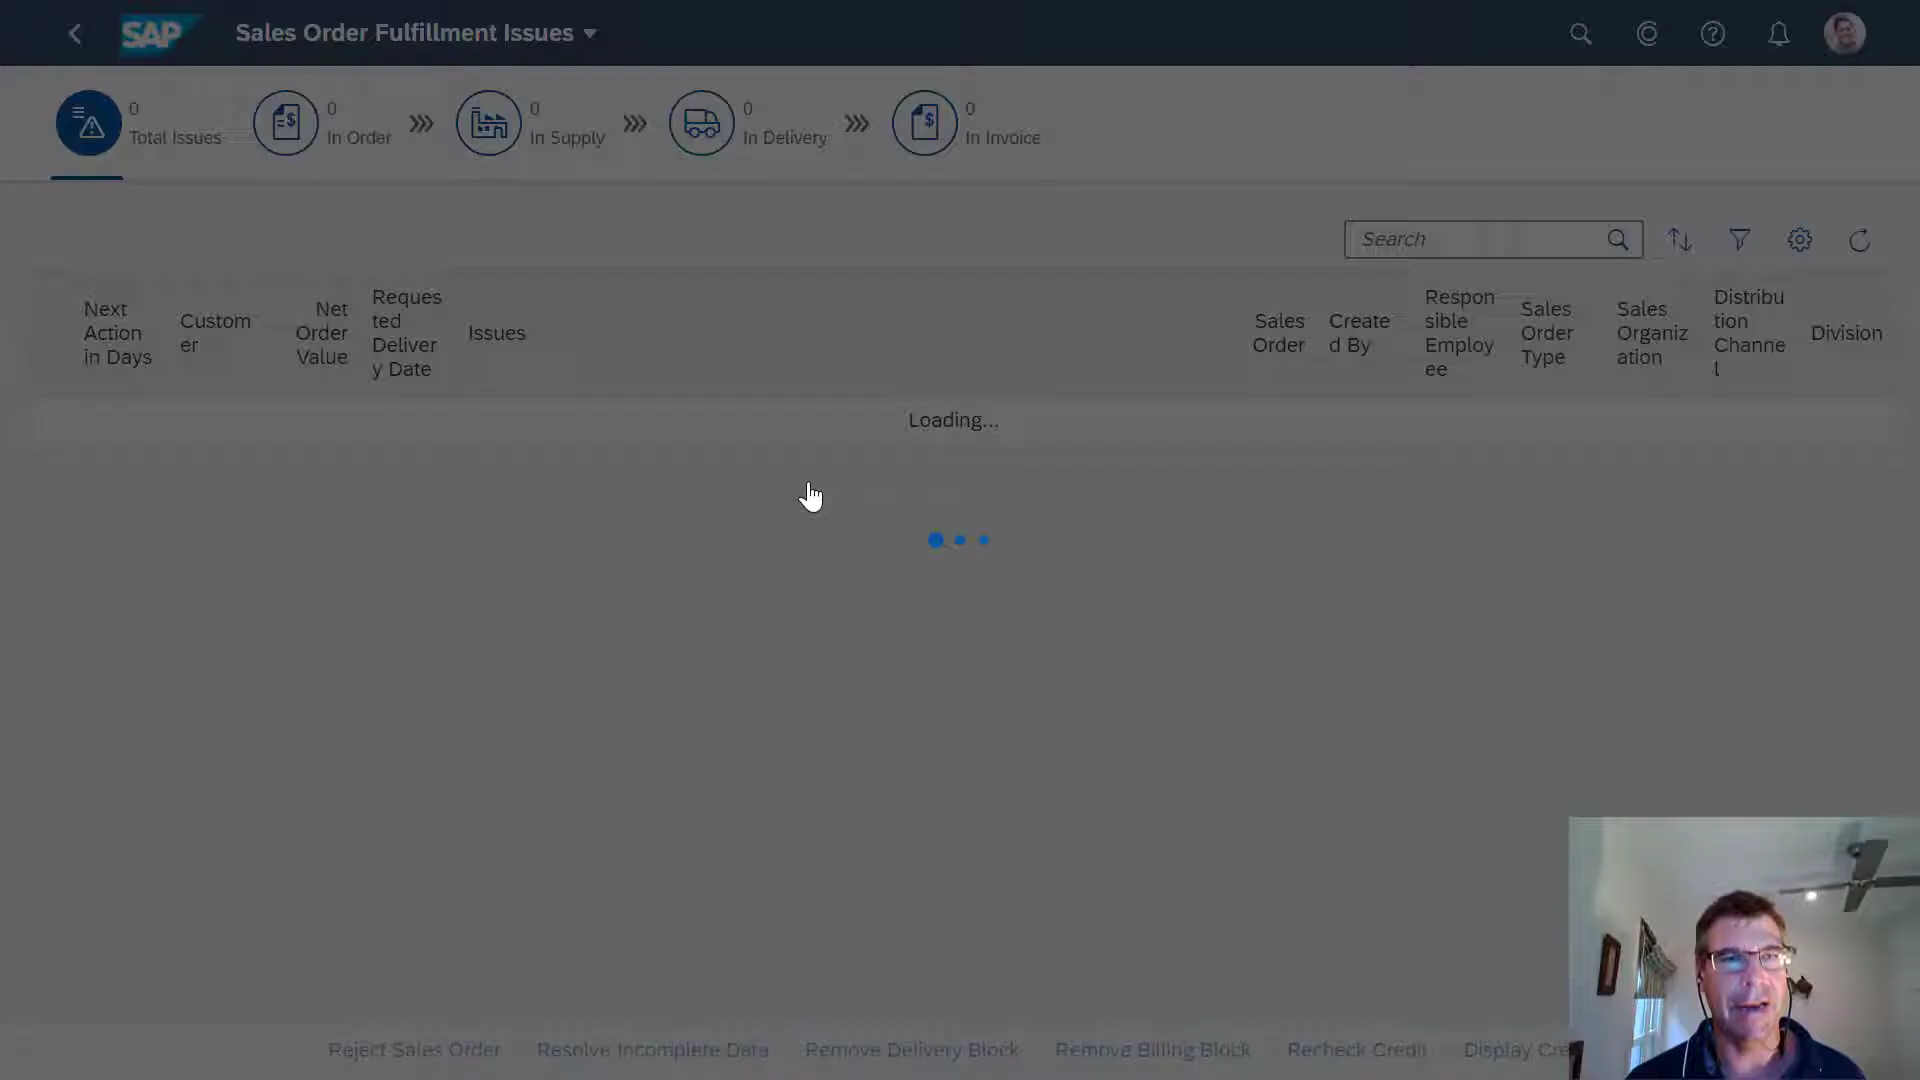 SAP
Sales Order Fulfillment Issues
0
Total Issues
0
In Order
0
In Supply
0
In Delivery
0
In Invoice
Search
Next
Action
in Days
Custom
er
Net
Order
Value
Reques
ted
Deliver
y Date
Issues
Sales
Order
Create
d By
Respon
sible
Employ
ee
Sales
Order
Type
Sales
Organiz
ation
Distribu
tion
Channe
l
Division
Loading...
Reject Sales Order
Resolve Incomplete Data
Remove Delivery Block
Remove Billing Block
Recheck Credit
Display Cre